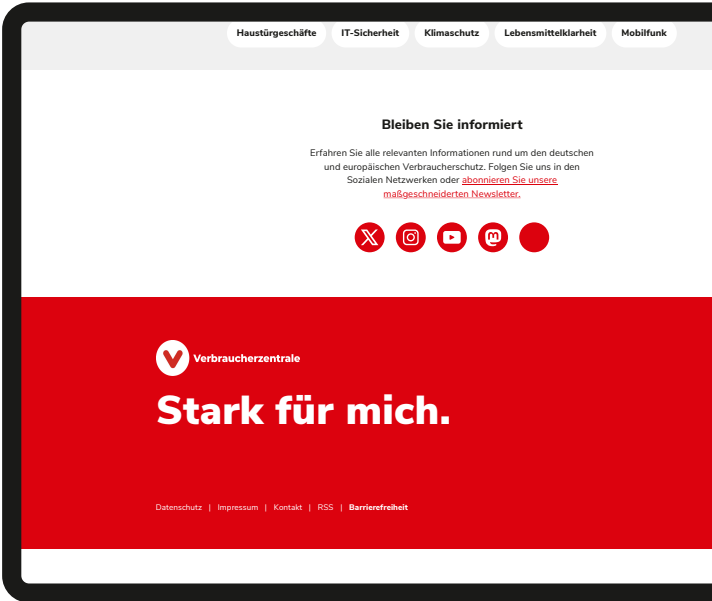 Haustürgeschäfte IT-Sicherheit Klimaschutz Lebensmittelklarheit Mobilfunk
Bleiben Sie informiert
Erfahren Sie alle relevanten Informationen rund um den deutschen
und europäischen Verbraucherschutz. Folgen Sie uns in den
Sozialen Netzwerken oder abonnieren Sie unsere
maßgeschneiderten Newsletter.
Verbraucherzentrale
Stark für mich.
Datenschutz | Impressum | Kontakt | RSS | Barrierefreiheit